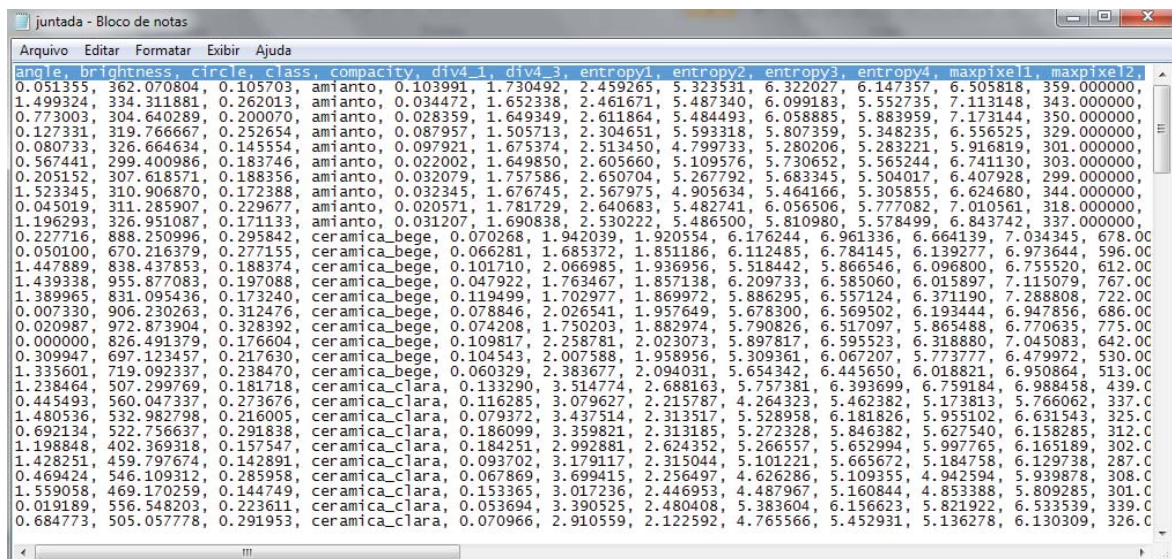 juntada - Bloco de notas
Arquivo Editar Formatar Exibir Ajuda
angle, brightness, circle, class, compacity, div4_1, div4_3, entropy1, entropy2, entropy3, entropy4, maxpixel1, maxpixel2,
0.051355, 362.070804, 0.105703, amianto, 0.103991, 1.730492, 2.459265, 5.323531, 6.322027, 6.147357, 6.505818, 359.000000,
1.499324, 334.311881, 0.262013, amianto, 0.034472, 1.652338, 2.461671, 5.487340, 6.099183, 5.552735, 7.113148, 343.000000,
0.773003, 304.640289, 0.200070, amianto, 0.028359, 1.649349, 2.611864, 5.484493, 6.058885, 5.883959, 7.173144, 350.000000,
0.127331, 319.766667, 0.252654, amianto, 0.087957, 1.505713, 2.304651, 5.593318, 5.807359, 5.348235, 6.556525, 329.000000,
0.080733, 326.664634, 0.145554, amianto, 0.097921, 1.675374, 2.513450, 4.799733, 5.280206, 5.283221, 5.916819, 301.000000,
0.567441, 299.400986, 0.183746, amianto, 0.022002, 1.649850, 2.605660, 5.109576, 5.730652, 5.565244, 6.741130, 303.000000,
0.205152, 307.618571, 0.188356, amianto, 0.032079, 1.757586, 2.650704, 5.267792, 5.683345, 5.504017, 6.407928, 299.000000,
1.523345, 310.906870, 0.172388, amianto, 0.032345, 1.676745, 2.567975, 4.905634, 5.464166, 5.305855, 6.624680, 344.000000,
0.045019, 311.285907, 0.229677, amianto, 0.020571, 1.781729, 2.640683, 5.482741, 6.056506, 5.777082, 7.010561, 318.000000,
1.196293, 326.951087, 0.171133, amianto, 0.031207, 1.690838, 2.530222, 5.486500, 5.810980, 5.578499, 6.843742, 337.000000,
0.227716, 888.250996, 0.295842, ceramica_bege, 0.070268, 1.942039, 1.920554, 6.176244, 6.961336, 6.664139, 7.034345, 678.00
0.050100, 670.216379, 0.277155, ceramica_bege, 0.066281, 1.685372, 1.851186, 6.112485, 6.784145, 6.139277, 6.973644, 596.00
1.447889, 838.437853, 0.188374, ceramica_bege, 0.101710, 2.066985, 1.936956, 5.518442, 5.866546, 6.096800, 6.755520, 612.00
1.439338, 955.877083, 0.197088, ceramica_bege, 0.047922, 1.763467, 1.857138, 6.209733, 6.585060, 6.015897, 7.115079, 767.00
1.389965, 831.095436, 0.173240, ceramica_bege, 0.119499, 1.702977, 1.869972, 5.886295, 6.557124, 6.371190, 7.288808, 722.00
0.007330, 906.230263, 0.312476, ceramica_bege, 0.078846, 2.026541, 1.957649, 5.678300, 6.569502, 6.193444, 6.947856, 686.00
0.020987, 972.873904, 0.328392, ceramica_bege, 0.074208, 1.750203, 1.882974, 5.790826, 6.517097, 5.865488, 6.770635, 775.00
0.000000, 826.491379, 0.176604, ceramica_bege, 0.109817, 2.258781, 2.023073, 5.897817, 6.595523, 6.318880, 7.045083, 642.00
0.309947, 697.123457, 0.217630, ceramica_bege, 0.104543, 2.007588, 1.958956, 5.309361, 6.067207, 5.773777, 6.479972, 530.00
1.335601, 719.092337, 0.238470, ceramica_bege, 0.060329, 2.383677, 2.094031, 5.654342, 6.445650, 6.018821, 6.950864, 513.00
1.238464, 507.299769, 0.181718, ceramica_clara, 0.133290, 3.514774, 2.688163, 5.757381, 6.393699, 6.759184, 6.988458, 439.0
0.445493, 560.047337, 0.273676, ceramica_clara, 0.116285, 3.079627, 2.215787, 4.264323, 5.462382, 5.173813, 5.766062, 337.0
1.480536, 532.982798, 0.216005, ceramica_clara, 0.079372, 3.437514, 2.313517, 5.528958, 6.181826, 5.955102, 6.631543, 325.0
0.692134, 522.756637, 0.291838, ceramica_clara, 0.186099, 3.359821, 2.313185, 5.272328, 5.846382, 5.627540, 6.158285, 312.0
1.198848, 402.369318, 0.157547, ceramica_clara, 0.184251, 2.992881, 2.624352, 5.266557, 5.652994, 5.997765, 6.165189, 302.0
1.428251, 459.797674, 0.142891, ceramica_clara, 0.093702, 3.179117, 2.315044, 5.101221, 5.665672, 5.184758, 6.129738, 287.0
0.469424, 546.109312, 0.285958, ceramica_clara, 0.067869, 3.699415, 2.256497, 4.626286, 5.109355, 4.942594, 5.939878, 308.0
1.559058, 469.170259, 0.144749, ceramica_clara, 0.153365, 3.017236, 2.446953, 4.487967, 5.160844, 4.853388, 5.809285, 301.0
0.019189, 556.548203, 0.223611, ceramica_clara, 0.053694, 3.390525, 2.480408, 5.383604, 6.156623, 5.821922, 6.533539, 339.0
0.684773, 505.057778, 0.291953, ceramica_clara, 0.070966, 2.910559, 2.122592, 4.765566, 5.452931, 5.136278, 6.130309, 326.0